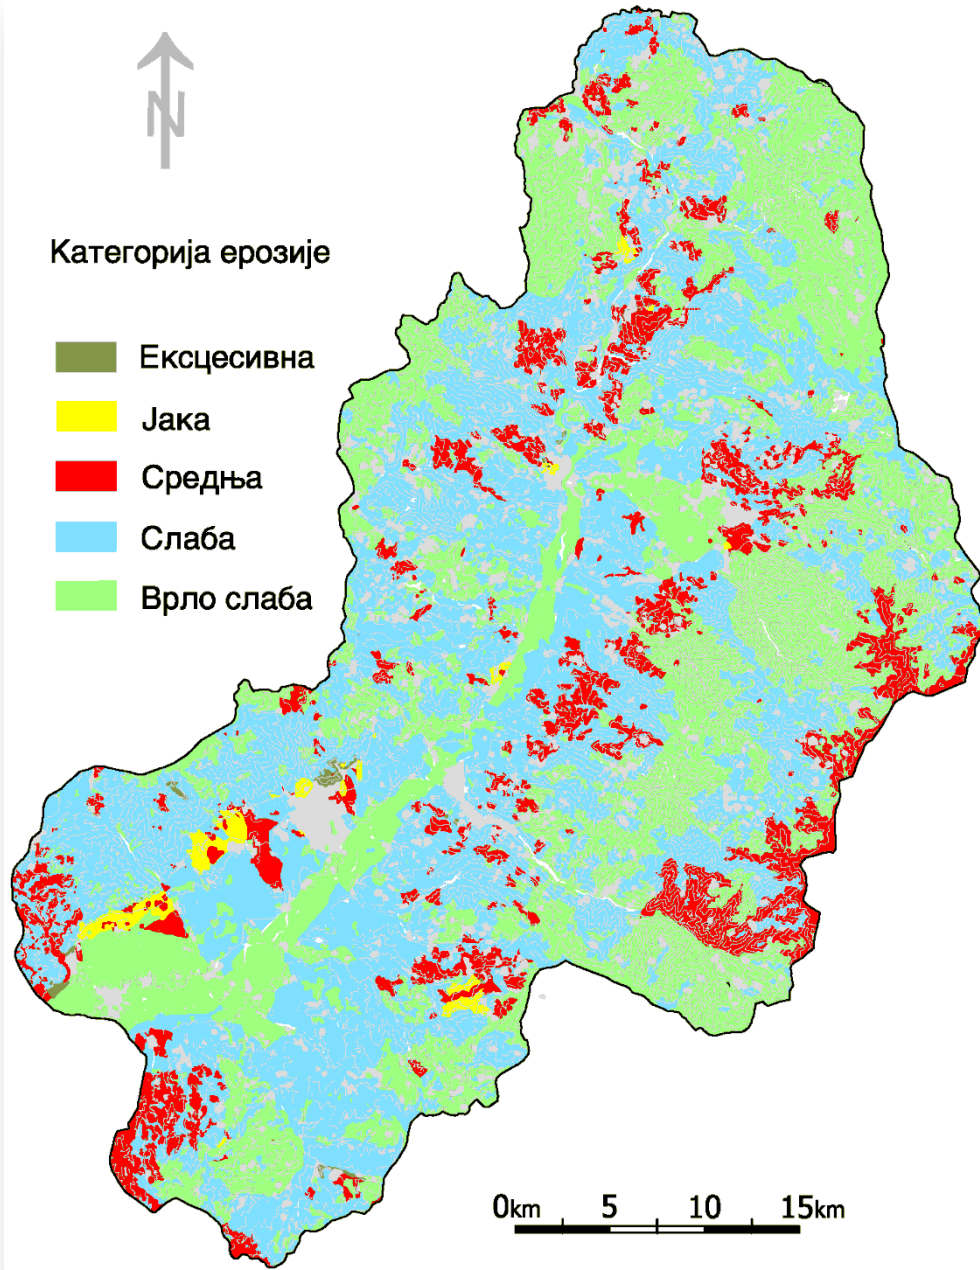 N
Категорија ерозије
Ексцесивна
Јака
Средња
Слаба
Врло слаба
0km 5 10 15km